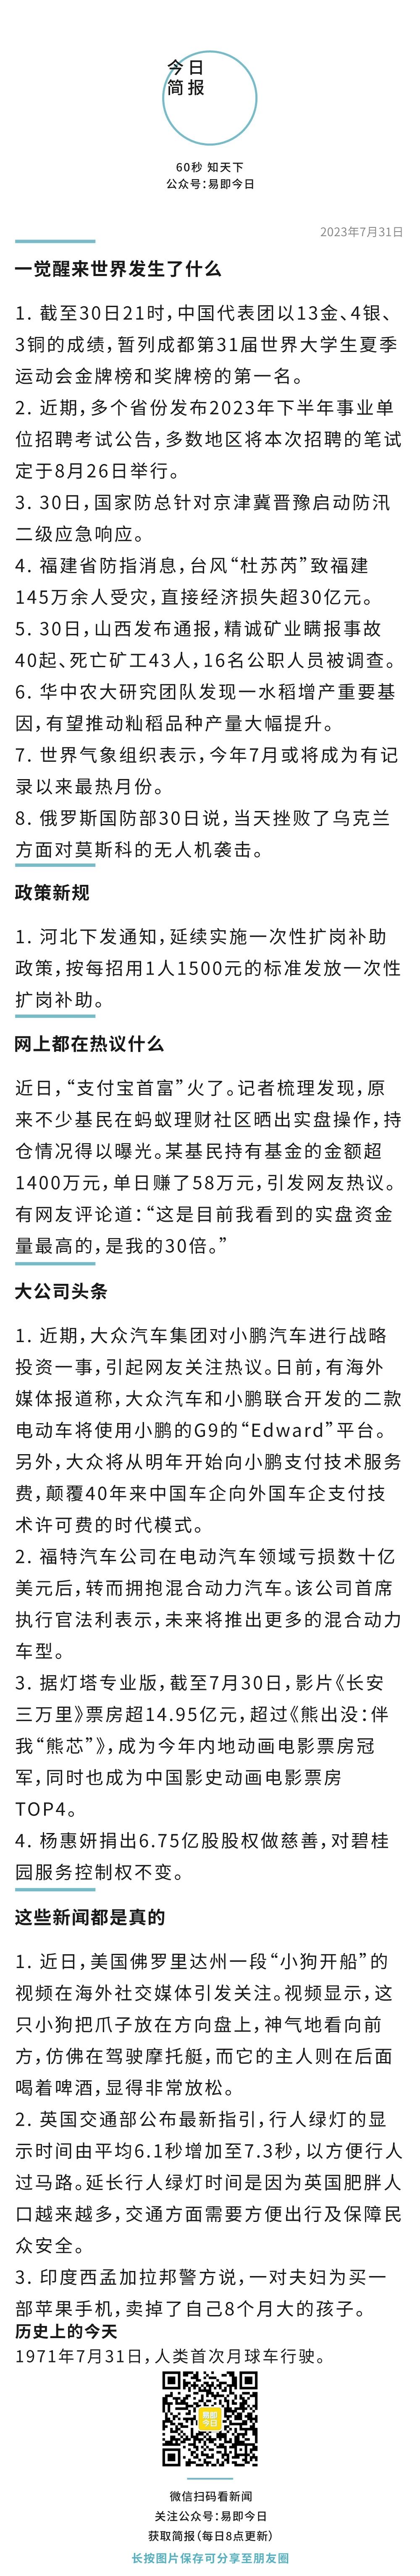 今日
简报
60秒 知天下
公众号：易即今日
2023年7月31日
一觉醒来世界发生了什么
1. 截至30日21时，中国代表团以13金、4银、
3铜的成绩，暂列成都第31届世界大学生夏季
运动会金牌榜和奖牌榜的第一名。
2. 近期，多个省份发布2023年下半年事业单
位招聘考试公告，多数地区将本次招聘的笔试
定于8月26日举行。
3. 30日，国家防总针对京津冀晋豫启动防汛
二级应急响应。
4. 福建省防指消息，台风“杜苏芮”致福建
145万余人受灾，直接经济损失超30亿元。
5. 30日，山西发布通报，精诚矿业瞒报事故
40起、死亡矿工43人，16名公职人员被调查。
6. 华中农大研究团队发现一水稻增产重要基
因，有望推动籼稻品种产量大幅提升。
7. 世界气象组织表示，今年7月或将成为有记
录以来最热月份。
8. 俄罗斯国防部30日说，当天挫败了乌克兰
方面对莫斯科的无人机袭击。
政策新规
1. 河北下发通知，延续实施一次性扩岗补助
政策，按每招用1人1500元的标准发放一次性
扩岗补助。
网上都在热议什么
近日，“支付宝首富”火了。记者梳理发现，原
来不少基民在蚂蚁理财社区晒出实盘操作，持
仓情况得以曝光。某基民持有基金的金额超
1400万元，单日赚了58万元，引发网友热议。
有网友评论道：“这是目前我看到的实盘资金
量最高的，是我的30倍。”
大公司头条
1. 近期，大众汽车集团对小鹏汽车进行战略
投资一事，引起网友关注热议。日前，有海外
媒体报道称，大众汽车和小鹏联合开发的二款
电动车将使用小鹏的G9的“Edward”平台。
另外，大众将从明年开始向小鹏支付技术服务
费，颠覆40年来中国车企向外国车企支付技
术许可费的时代模式。
2. 福特汽车公司在电动汽车领域亏损数十亿
美元后，转而拥抱混合动力汽车。该公司首席
执行官法利表示，未来将推出更多的混合动力
车型。
3. 据灯塔专业版，截至7月30日，影片《长安
三万里》票房超14.95亿元，超过《熊出没：伴
我“熊芯”》，成为今年内地动画电影票房冠
军，同时也成为中国影史动画电影票房
TOP4。
4. 杨惠妍捐出6.75亿股股权做慈善，对碧桂
园服务控制权不变。
这些新闻都是真的
1. 近日，美国佛罗里达州一段“小狗开船”的
视频在海外社交媒体引发关注。视频显示，这
只小狗把爪子放在方向盘上，神气地看向前
方，仿佛在驾驶摩托艇，而它的主人则在后面
喝着啤酒，显得非常放松。
2. 英国交通部公布最新指引，行人绿灯的显
示时间由平均6.1秒增加至7.3秒，以方便行人
过马路。延长行人绿灯时间是因为英国肥胖人
口越来越多，交通方面需要方便出行及保障民
众安全。
3. 印度西孟加拉邦警方说，一对夫妇为买一
部苹果手机，卖掉了自己8个月大的孩子。
历史上的今天
1971年7月31日，人类首次月球车行驶。
易即
今日
微信扫码看新闻
关注公众号：易即今日
获取简报（每日8点更新）
长按图片保存可分享至朋友圈